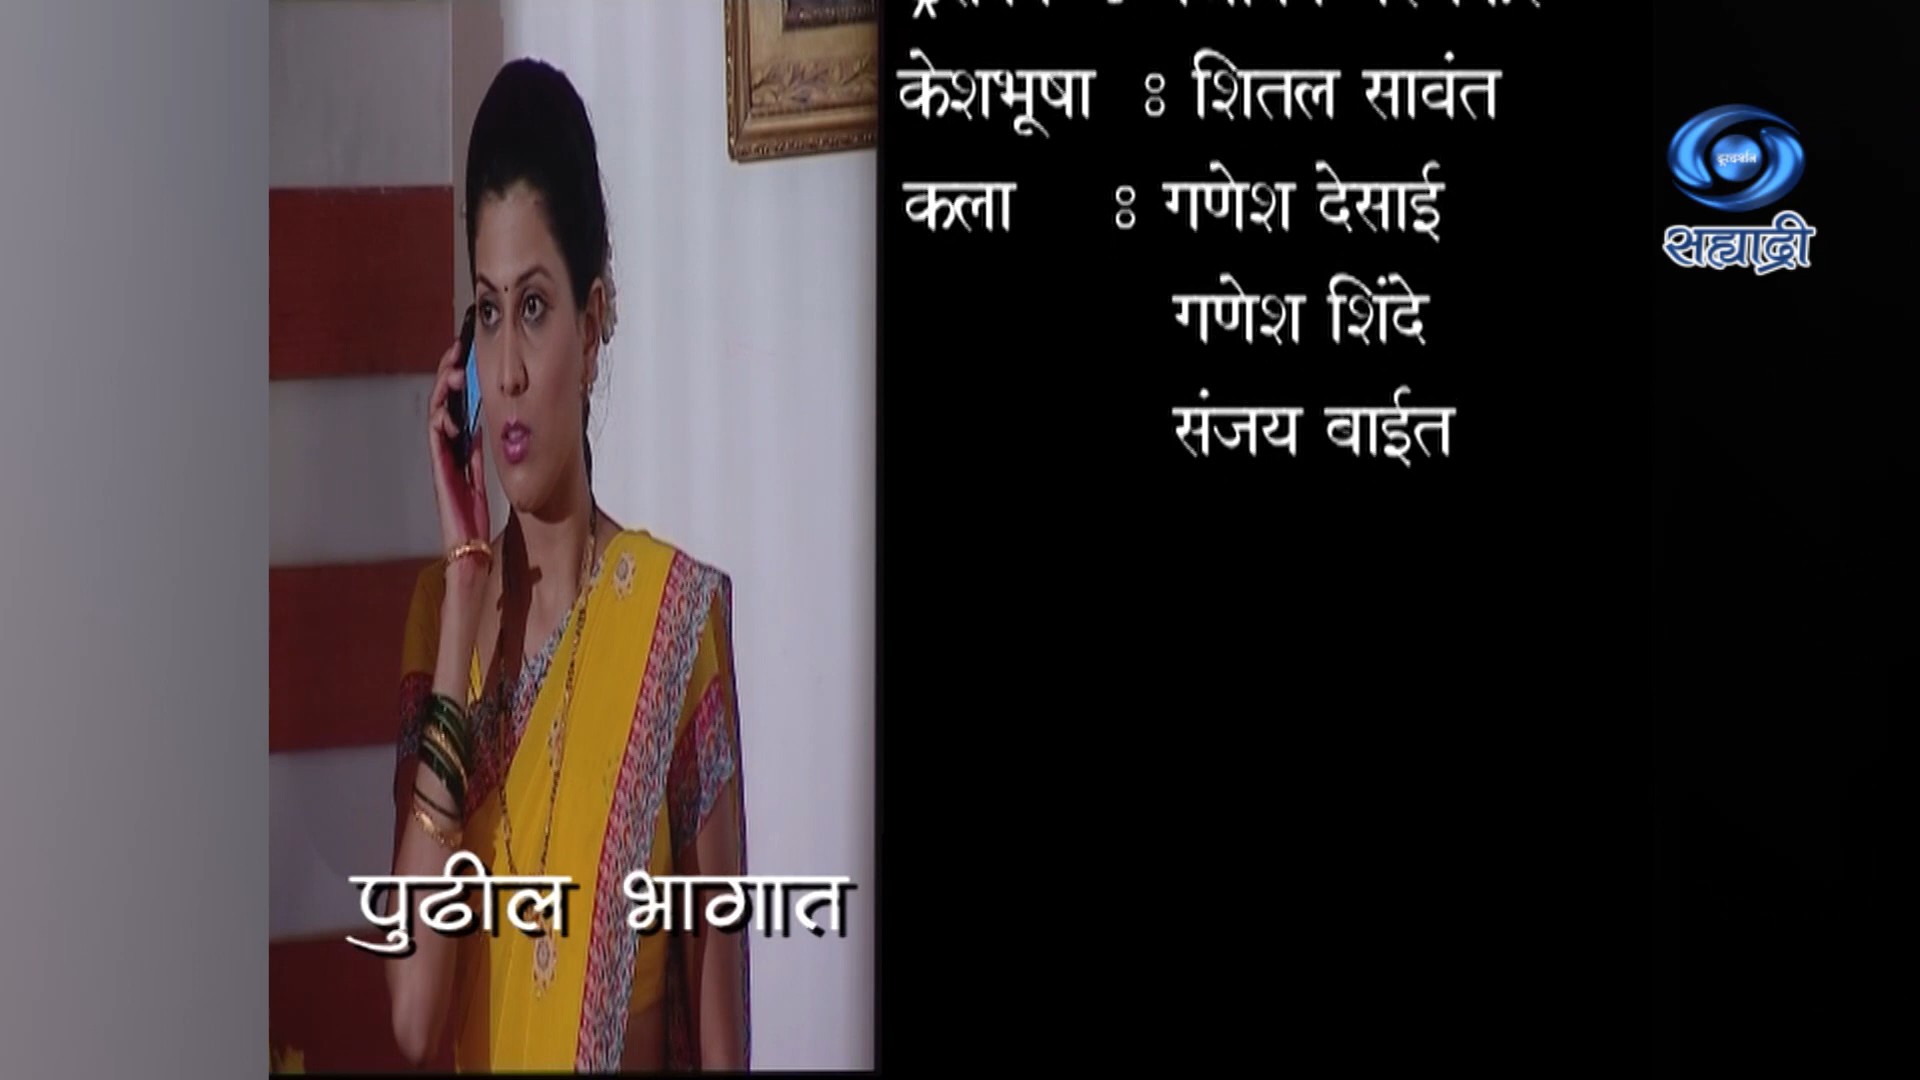 केशभूषा : शितल सावंत
कला : गणेश देसाई
गणेश शिंदे
संजय बाईत
दूरदर्शन
सह्याद्री
पुढील भागात